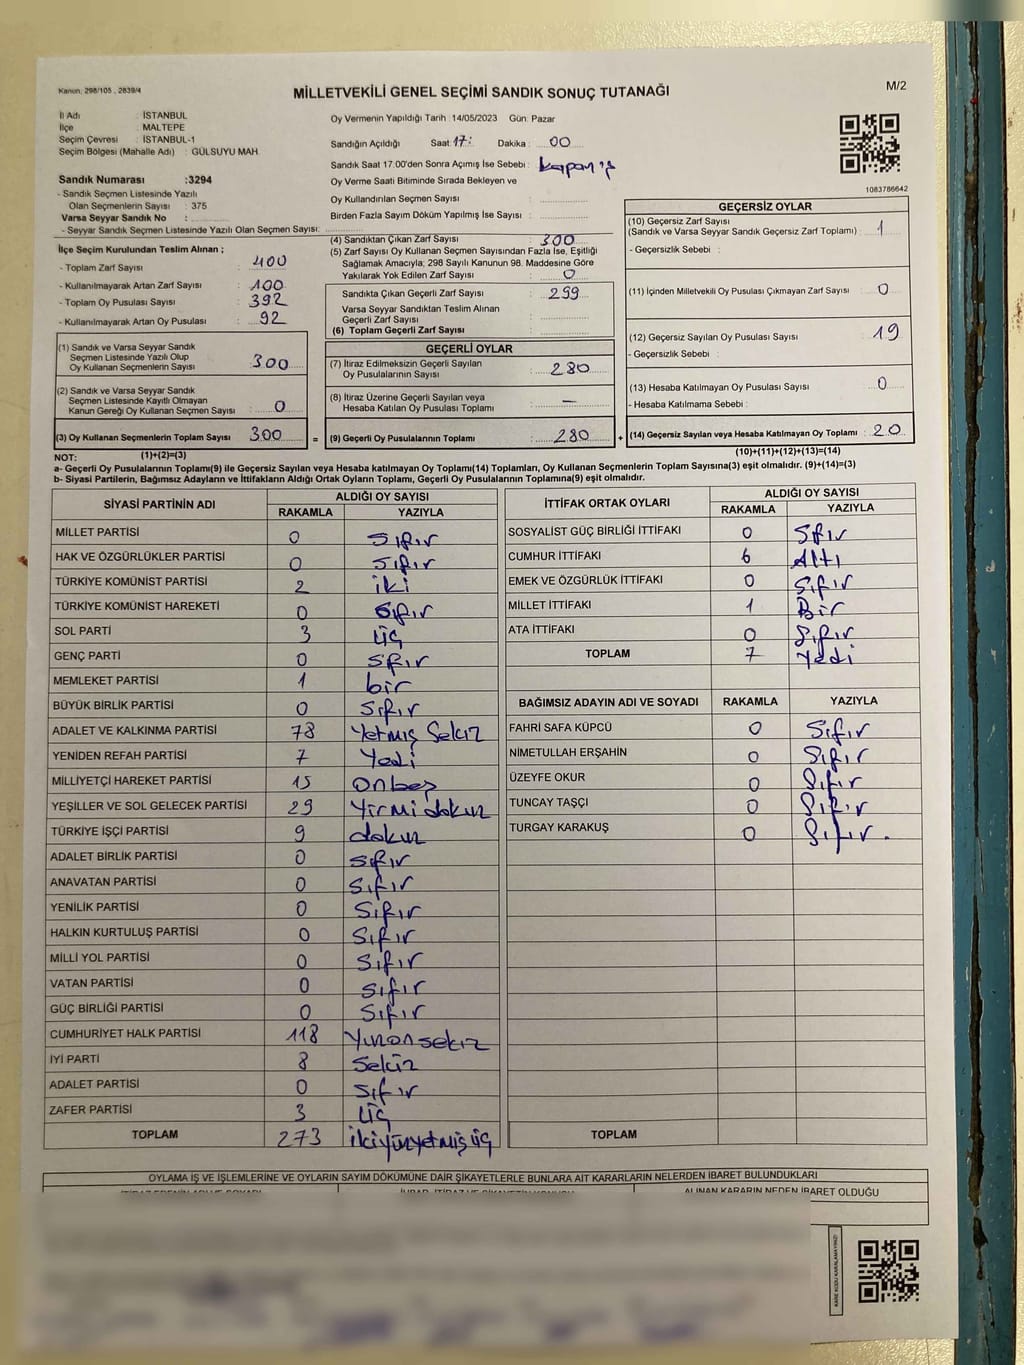 Kanun: 298/105 , 2839/4
MİLLETVEKİLİ GENEL SEÇİMİ SANDIK SONUÇ TUTANAĞI
M/2
İl Adı : İSTANBUL
İlçe : MALTEPE
Seçim Çevresi : İSTANBUL-1
Seçim Bölgesi (Mahalle Adı) : GÜLSUYU MAH.
Sandık Numarası :3294
- Sandık Seçmen Listesinde Yazılı
Olan Seçmenlerin Sayısı : 375
Varsa Seyyar Sandık No :
- Seyyar Sandık Seçmen Listesinde Yazılı Olan Seçmen Sayısı:
Oy Vermenin Yapıldığı Tarih :14/05/2023 Gün: Pazar
Sandığın Açıldığı Saat : 17: Dakika : 00
Sandık Saat 17:00'den Sonra Açımış İse Sebebi :
Oy Verme Saati Bitiminde Sırada Bekleyen ve
Oy Kullandırılan Seçmen Sayısı :
Birden Fazla Sayım Döküm Yapılmış İse Sayısı :
1083786642
İlçe Seçim Kurulundan Teslim Alınan ;
- Toplam Zarf Sayısı : 400
- Kullanılmayarak Artan Zarf Sayısı : 100
- Toplam Oy Pusulası Sayısı : 392
- Kullanılmayarak Artan Oy Pusulası : 92
(1) Sandık ve Varsa Seyyar Sandık
Seçmen Listesinde Yazılı Olup
Oy Kullanan Seçmenlerin Sayısı : 300
(2) Sandık ve Varsa Seyyar Sandık
Seçmen Listesinde Kayıtlı Olmayan
Kanun Gereği Oy Kullanan Seçmen Sayısı : 0
(3) Oy Kullanan Seçmenlerin Toplam Sayısı : 300 =
(4) Sandıktan Çıkan Zarf Sayısı : 300
(5) Zarf Sayısı Oy Kullanan Seçmen Sayısından Fazla İse, Eşitliği
Sağlamak Amacıyla; 298 Sayılı Kanunun 98. Maddesine Göre
Yakılarak Yok Edilen Zarf Sayısı : 0
Sandıkta Çıkan Geçerli Zarf Sayısı : 299
Varsa Seyyar Sandıktan Teslim Alınan
Geçerli Zarf Sayısı :
(6) Toplam Geçerli Zarf Sayısı :
GEÇERLİ OYLAR
(7) İtiraz Edilmeksizin Geçerli Sayılan
Oy Pusulalarının Sayısı : 280
(8) İtiraz Üzerine Geçerli Sayılan veya
Hesaba Katılan Oy Pusulası Toplamı : —
(9) Geçerli Oy Pusulalarının Toplamı : 280 +
GEÇERSİZ OYLAR
(10) Geçersiz Zarf Sayısı
(Sandık ve Varsa Seyyar Sandık Geçersiz Zarf Toplamı) : 1
- Geçersizlik Sebebi :
(11) İçinden Milletvekili Oy Pusulası Çıkmayan Zarf Sayısı : 0
(12) Geçersiz Sayılan Oy Pusulası Sayısı : 19
- Geçersizlik Sebebi :
(13) Hesaba Katılmayan Oy Pusulası Sayısı : 0
- Hesaba Katılmama Sebebi :
(14) Geçersiz Sayılan veya Hesaba Katılmayan Oy Toplamı : 20
NOT: (1)+(2)=(3) (10)+(11)+(12)+(13)=(14)
a- Geçerli Oy Pusulalarının Toplamı(9) ile Geçersiz Sayılan veya Hesaba katılmayan Oy Toplamı(14) Toplamları, Oy Kullanan Seçmenlerin Toplam Sayısına(3) eşit olmalıdır. (9)+(14)=(3)
b- Siyasi Partilerin, Bağımsız Adayların ve İttifakların Aldığı Ortak Oyların Toplamı, Geçerli Oy Pusulalarının Toplamına(9) eşit olmalıdır.
SİYASİ PARTİNİN ADI ALDIĞI OY SAYISI
RAKAMLA YAZIYLA
MİLLET PARTİSİ 0 Sıfır
HAK VE ÖZGÜRLÜKLER PARTİSİ 0 Sıfır
TÜRKİYE KOMÜNİST PARTİSİ 2 iki
TÜRKİYE KOMÜNİST HAREKETİ 0 Sıfır
SOL PARTİ 3 üç
GENÇ PARTİ 0 Sıfır
MEMLEKET PARTİSİ 1 bir
BÜYÜK BİRLİK PARTİSİ 0 Sıfır
ADALET VE KALKINMA PARTİSİ 78 Yetmiş Sekiz
YENİDEN REFAH PARTİSİ 7 Yedi
MİLLİYETÇİ HAREKET PARTİSİ 15 Onbeş
YEŞİLLER VE SOL GELECEK PARTİSİ 29 Yirmidokuz
TÜRKİYE İŞÇİ PARTİSİ 9 dokuz
ADALET BİRLİK PARTİSİ 0 Sıfır
ANAVATAN PARTİSİ 0 Sıfır
YENİLİK PARTİSİ 0 Sıfır
HALKIN KURTULUŞ PARTİSİ 0 Sıfır
MİLLİ YOL PARTİSİ 0 Sıfır
VATAN PARTİSİ 0 Sıfır
GÜÇ BİRLİĞİ PARTİSİ 0 Sıfır
CUMHURİYET HALK PARTİSİ 118 Yüzonsekiz
İYİ PARTİ 8 Sekiz
ADALET PARTİSİ 0 Sıfır
ZAFER PARTİSİ 3 Üç
TOPLAM 273 ikiyüzyetmişüç
İTTİFAK ORTAK OYLARI ALDIĞI OY SAYISI
RAKAMLA YAZIYLA
SOSYALİST GÜÇ BİRLİĞİ İTTİFAKI 0 Sıfır
CUMHUR İTTİFAKI 6 Altı
EMEK VE ÖZGÜRLÜK İTTİFAKI 0 Sıfır
MİLLET İTTİFAKI 1 Bir
ATA İTTİFAKI 0 Sıfır
TOPLAM 7 Yedi
BAĞIMSIZ ADAYIN ADI VE SOYADI RAKAMLA YAZIYLA
FAHRİ SAFA KÜPCÜ 0 Sıfır
NİMETULLAH ERŞAHİN 0 Sıfır
ÜZEYFE OKUR 0 Sıfır
TUNCAY TAŞÇI 0 Sıfır
TURGAY KARAKUŞ 0 Sıfır.
TOPLAM
OYLAMA İŞ VE İŞLEMLERİNE VE OYLARIN SAYIM DÖKÜMÜNE DAİR ŞİKAYETLERLE BUNLARA AİT KARARLARIN NELERDEN İBARET BULUNDUKLARI
ALINAN KARARIN NEDEN İBARET OLDUĞU
KARE KODU KARALAMAYINIZ!